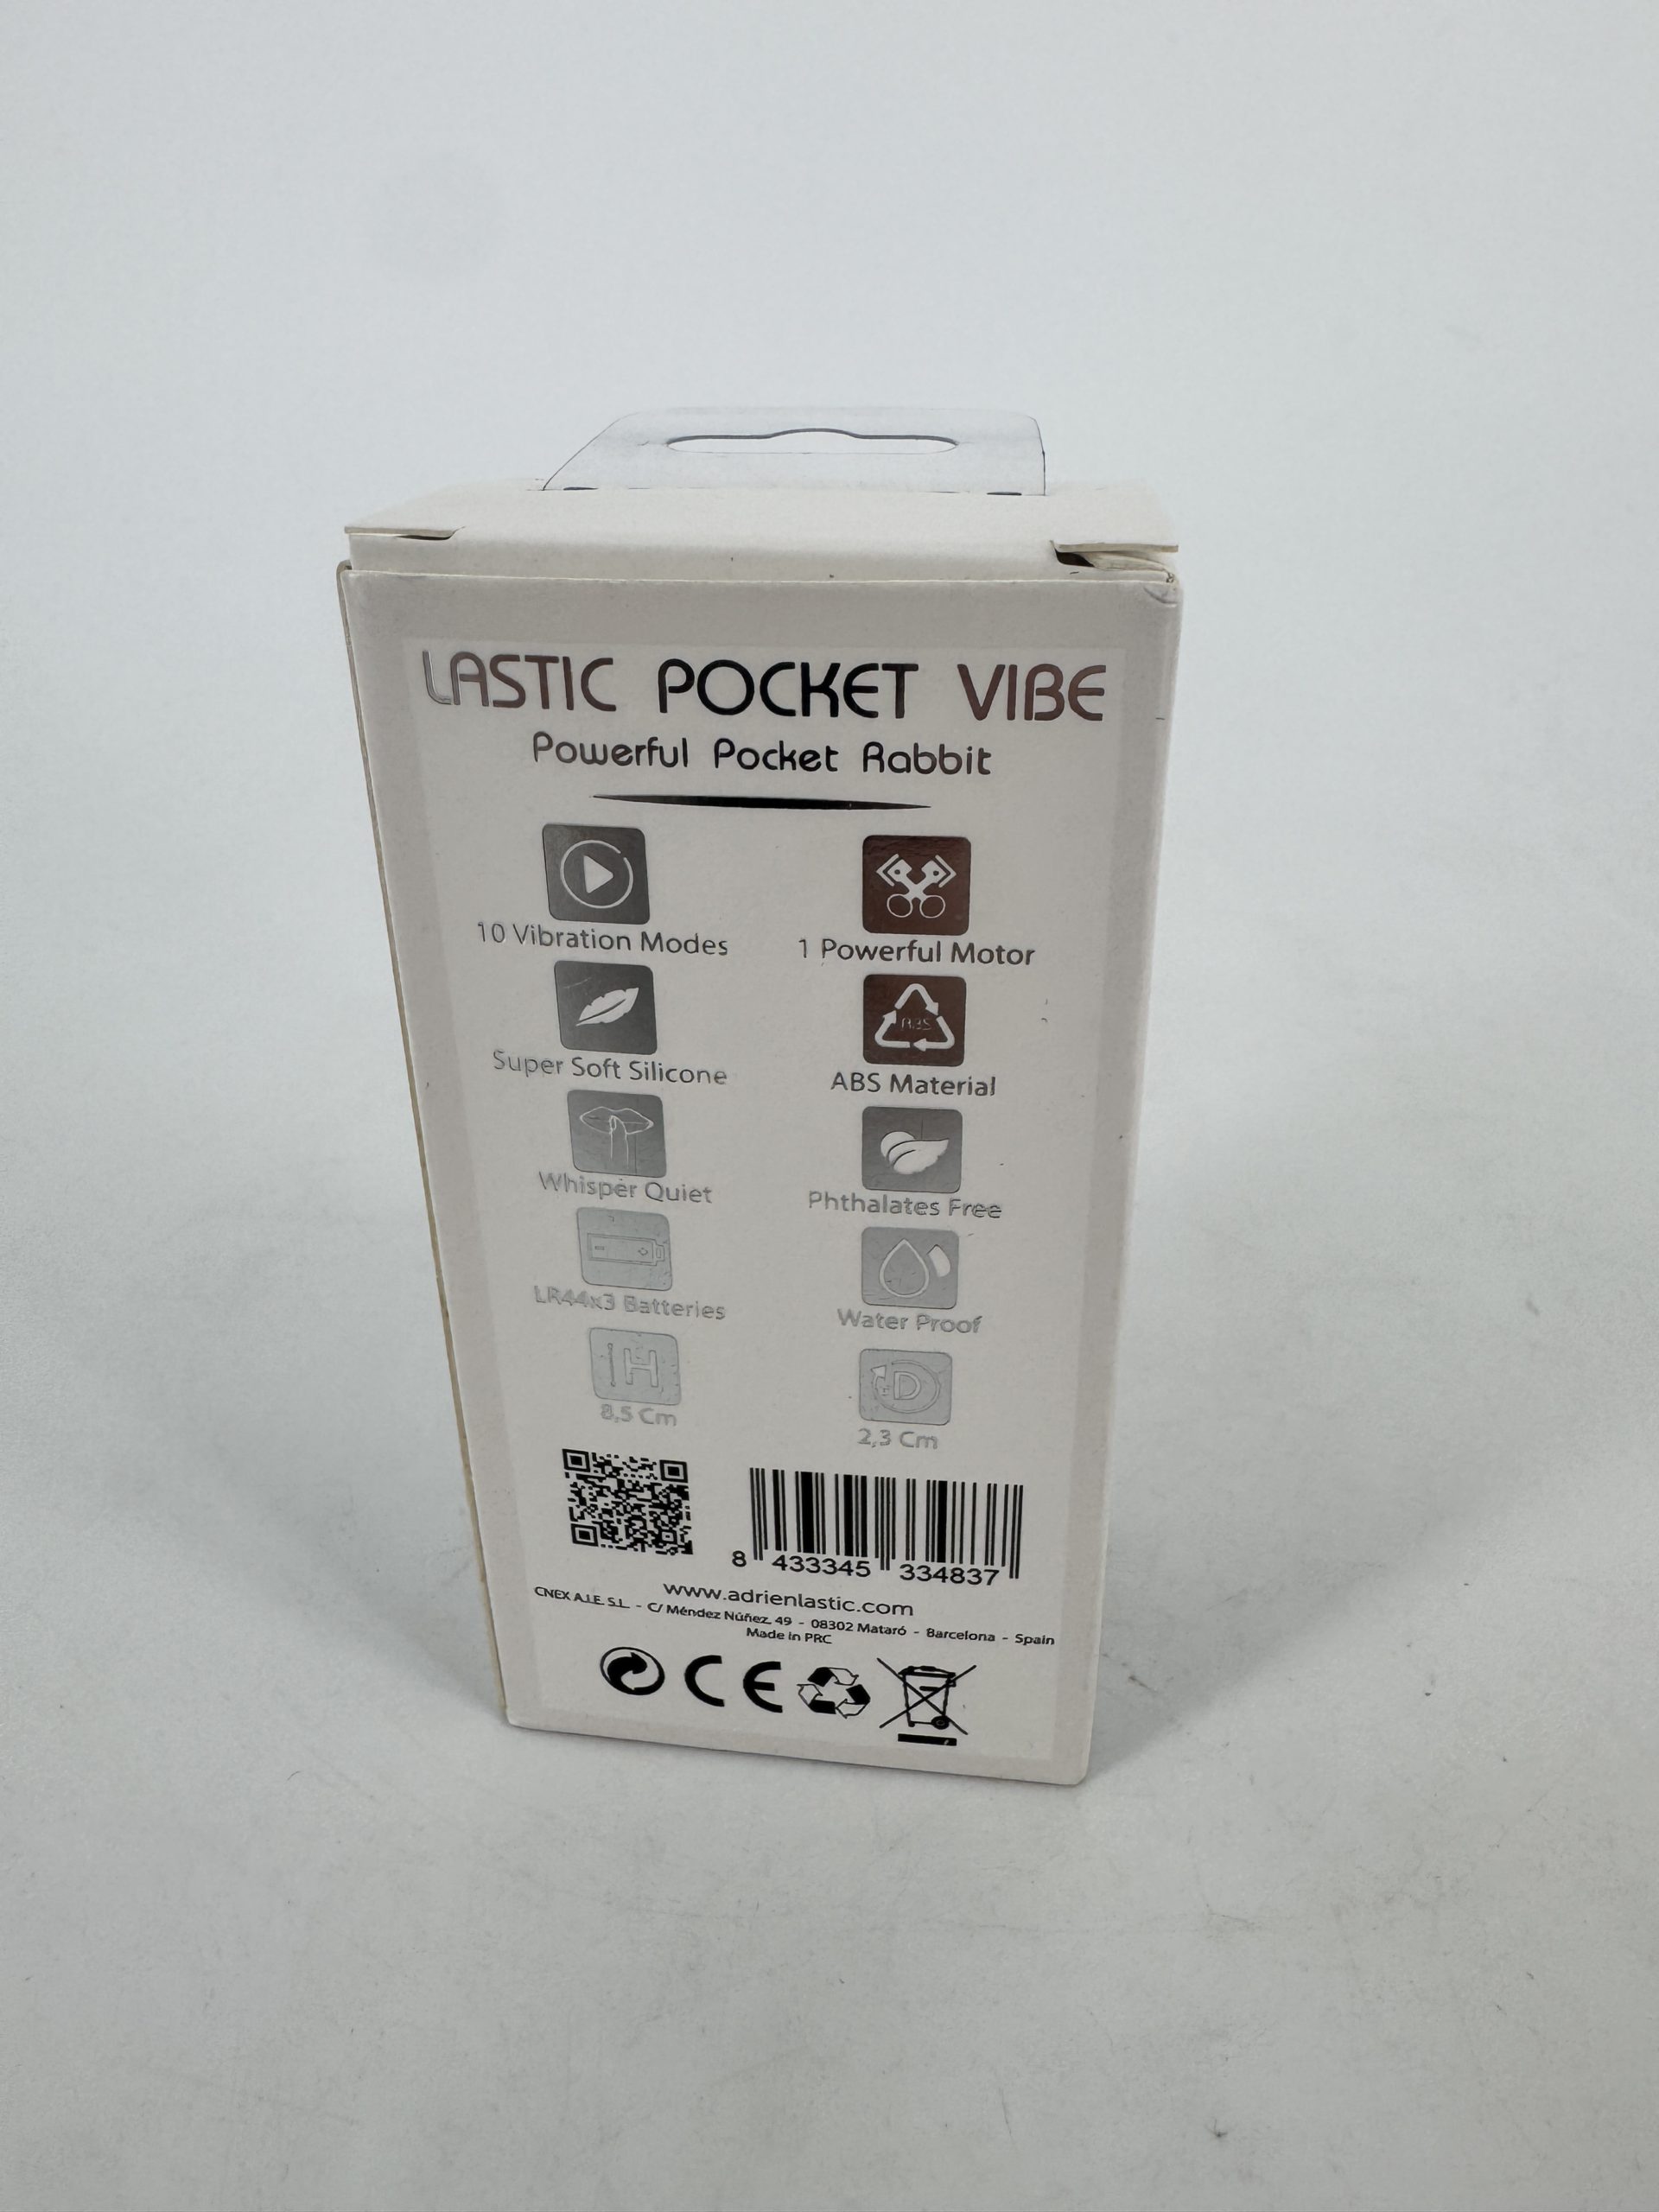 LASTIC POCKET VIBE
Powerful Pocket Rabbit
10 Vibration Modes
1 Powerful Motor
Super Soft Silicone
ABS
ABS Material
Whisper Quiet
Phthalates Free
LR44x3 Batteries
Water Proof
H
8,5 Cm
D
2,3 Cm
8 433345 334837
www.adrienlastic.com
CNEX A.I.E. S.L. - C/ Méndez Núñez, 49 - 08302 Mataró - Barcelona - Spain
Made in PRC
CE